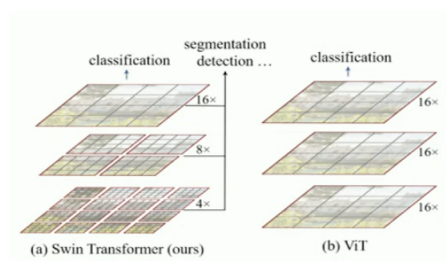 segmentation
classification
detection ...
classification
16×
16×
8×
16×
4×
16×
(a) Swin Transformer (ours)
(b) ViT